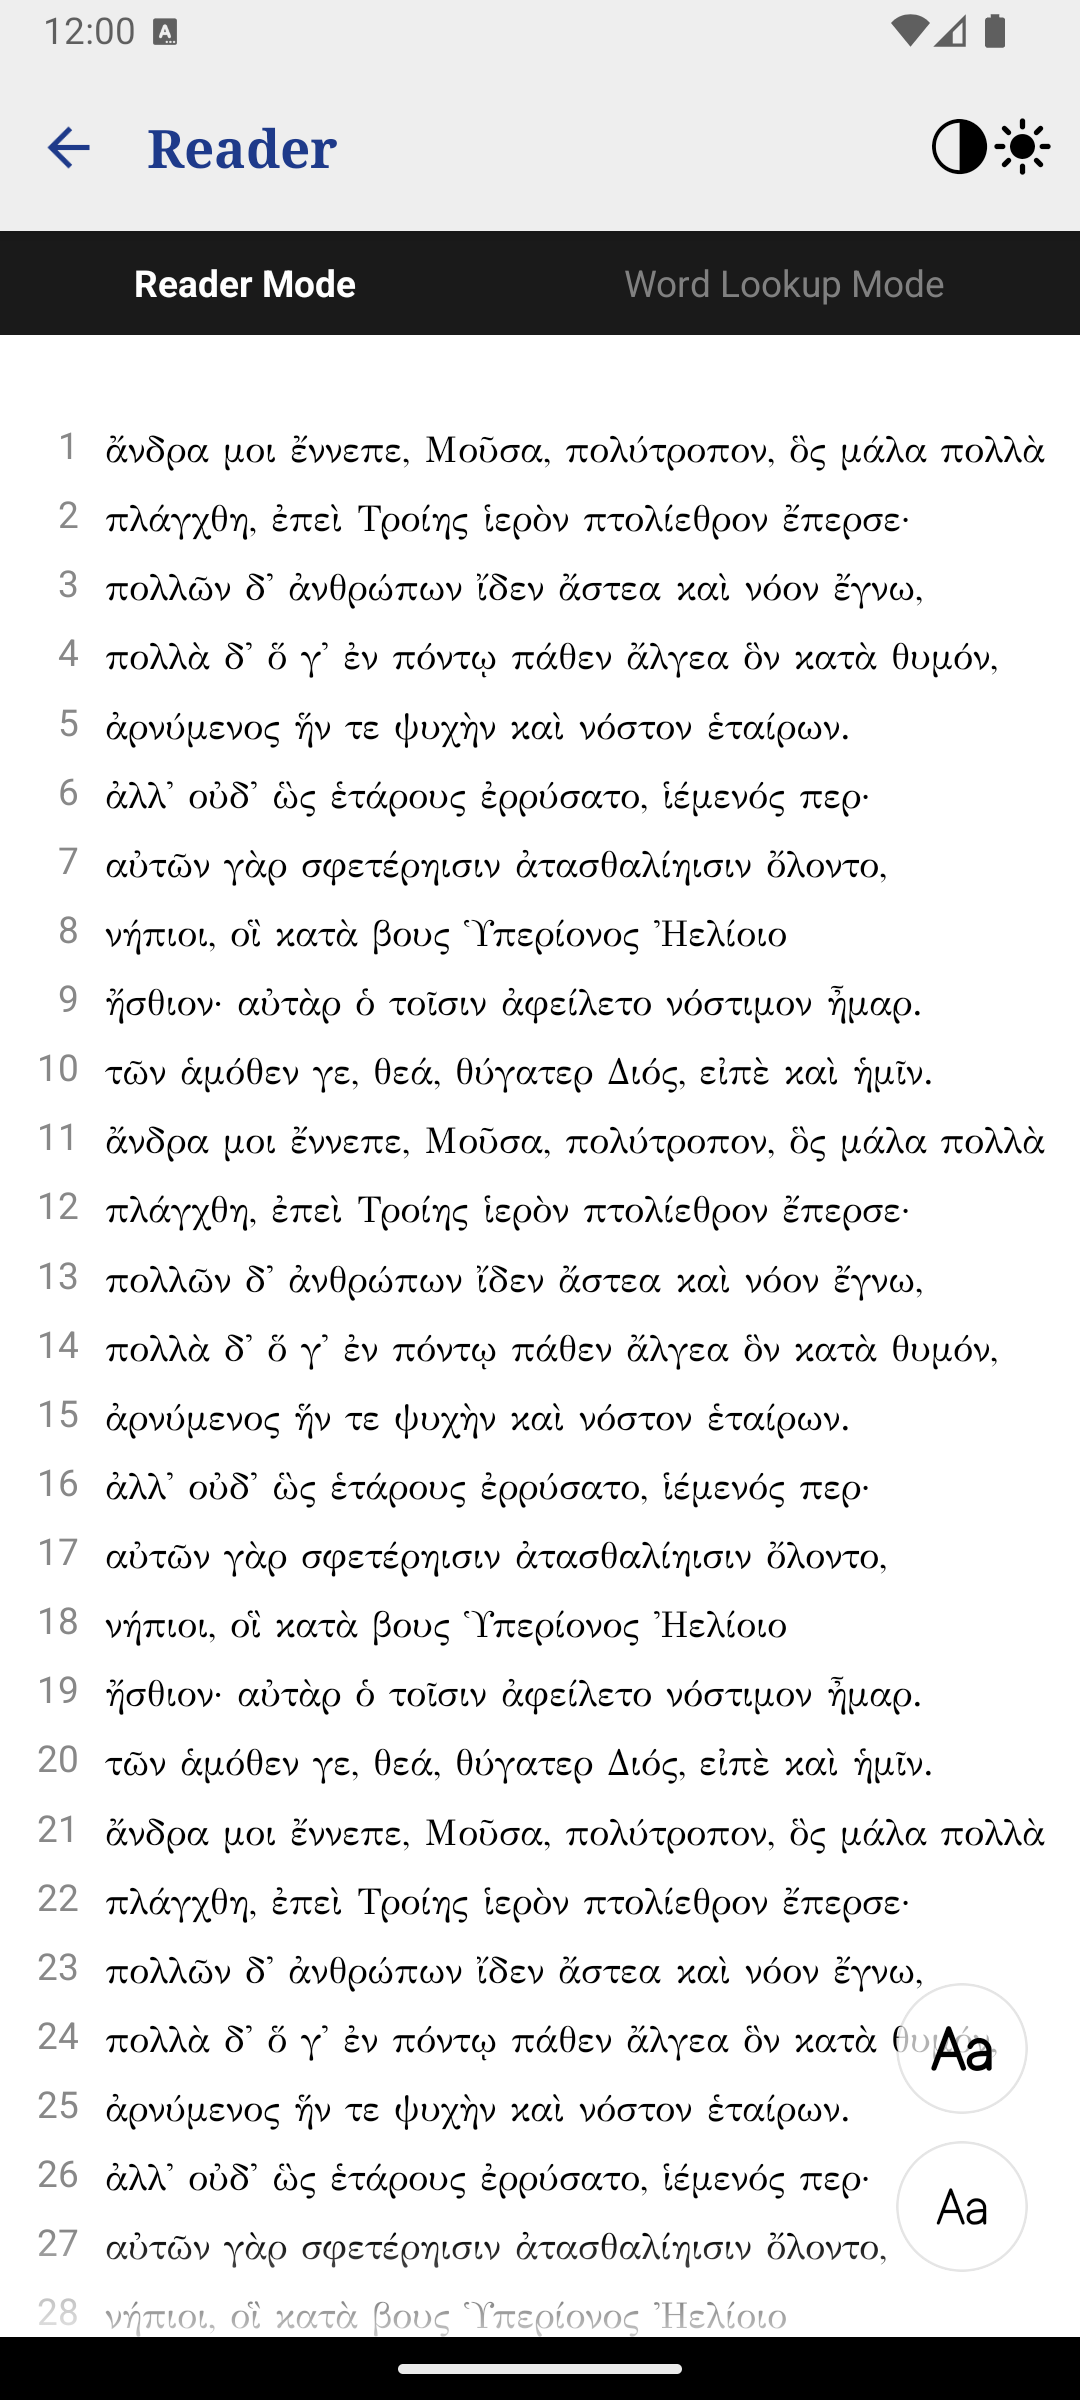 12:00 A
Reader
Reader Mode Word Lookup Mode
1 ἄνδρα μοι ἔννεπε, Μοῦσα, πολύτροπον, ὃς μάλα πολλὰ
2 πλάγχθη, ἐπεὶ Τροίης ἱερὸν πτολίεθρον ἔπερσε·
3 πολλῶν δ’ ἀνθρώπων ἴδεν ἄστεα καὶ νόον ἔγνω,
4 πολλὰ δ’ ὅ γ’ ἐν πόντῳ πάθεν ἄλγεα ὃν κατὰ θυμόν,
5 ἀρνύμενος ἥν τε ψυχὴν καὶ νόστον ἑταίρων.
6 ἀλλ’ οὐδ’ ὣς ἑτάρους ἐρρύσατο, ἱέμενός περ·
7 αὐτῶν γὰρ σφετέρηισιν ἀτασθαλίηισιν ὄλοντο,
8 νήπιοι, οἳ κατὰ βους Ὑπερίονος Ἠελίοιο
9 ἤσθιον· αὐτὰρ ὁ τοῖσιν ἀφείλετο νόστιμον ἦμαρ.
10 τῶν ἁμόθεν γε, θεά, θύγατερ Διός, εἰπὲ καὶ ἡμῖν.
11 ἄνδρα μοι ἔννεπε, Μοῦσα, πολύτροπον, ὃς μάλα πολλὰ
12 πλάγχθη, ἐπεὶ Τροίης ἱερὸν πτολίεθρον ἔπερσε·
13 πολλῶν δ’ ἀνθρώπων ἴδεν ἄστεα καὶ νόον ἔγνω,
14 πολλὰ δ’ ὅ γ’ ἐν πόντῳ πάθεν ἄλγεα ὃν κατὰ θυμόν,
15 ἀρνύμενος ἥν τε ψυχὴν καὶ νόστον ἑταίρων.
16 ἀλλ’ οὐδ’ ὣς ἑτάρους ἐρρύσατο, ἱέμενός περ·
17 αὐτῶν γὰρ σφετέρηισιν ἀτασθαλίηισιν ὄλοντο,
18 νήπιοι, οἳ κατὰ βους Ὑπερίονος Ἠελίοιο
19 ἤσθιον· αὐτὰρ ὁ τοῖσιν ἀφείλετο νόστιμον ἦμαρ.
20 τῶν ἁμόθεν γε, θεά, θύγατερ Διός, εἰπὲ καὶ ἡμῖν.
21 ἄνδρα μοι ἔννεπε, Μοῦσα, πολύτροπον, ὃς μάλα πολλὰ
22 πλάγχθη, ἐπεὶ Τροίης ἱερὸν πτολίεθρον ἔπερσε·
23 πολλῶν δ’ ἀνθρώπων ἴδεν ἄστεα καὶ νόον ἔγνω,
24 πολλὰ δ’ ὅ γ’ ἐν πόντῳ πάθεν ἄλγεα ὃν κατὰ θυμόν,
Aa
25 ἀρνύμενος ἥν τε ψυχὴν καὶ νόστον ἑταίρων.
26 ἀλλ’ οὐδ’ ὣς ἑτάρους ἐρρύσατο, ἱέμενός περ·
Aa
27 αὐτῶν γὰρ σφετέρηισιν ἀτασθαλίηισιν ὄλοντο,
28 νήπιοι, οἳ κατὰ βους Ὑπερίονος Ἠελίοιο